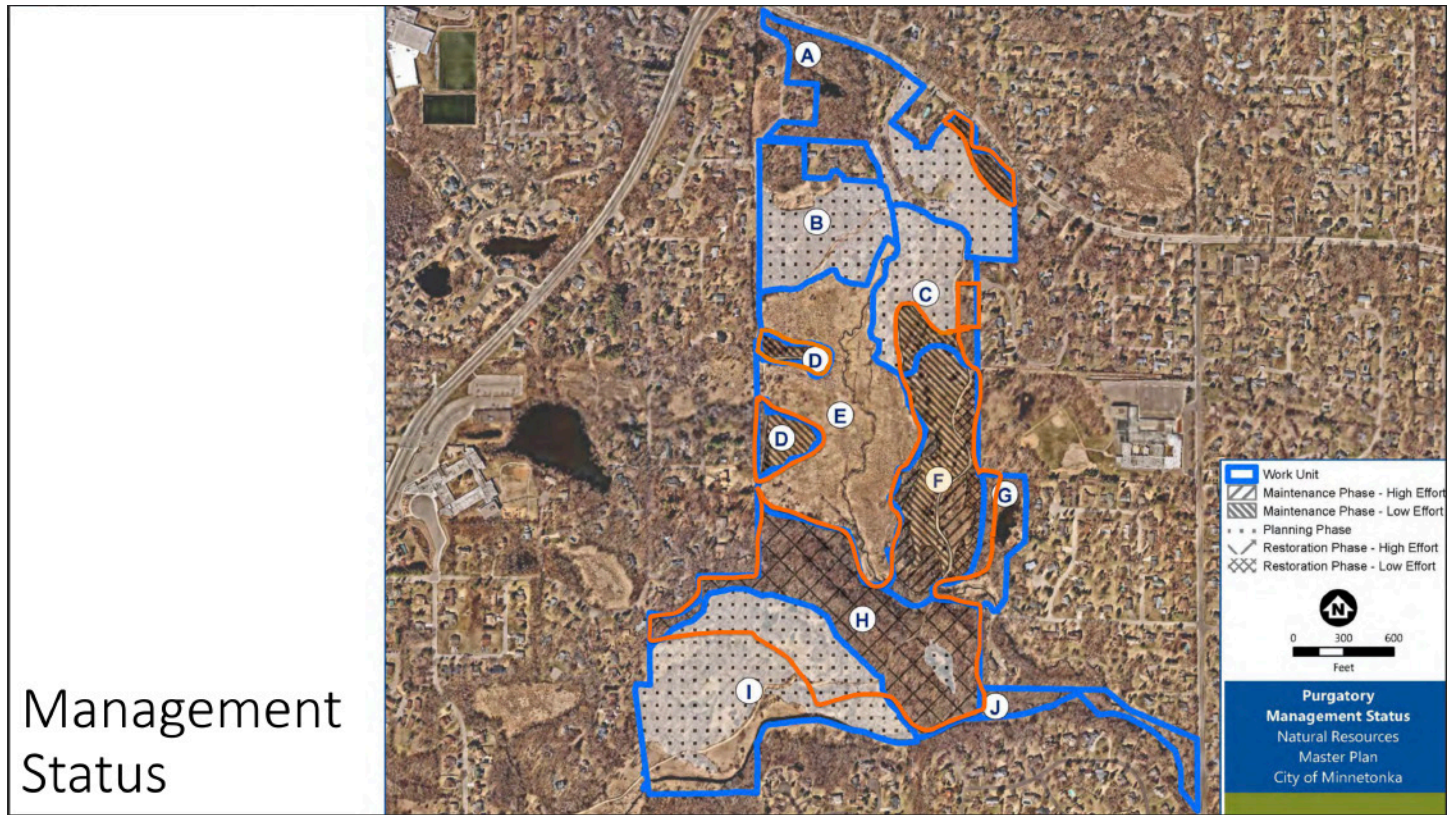 Management
Status
A
B
C
D
E
D
F
G
H
I
J
Work Unit
Maintenance Phase - High Effort
Maintenance Phase - Low Effort
Planning Phase
Restoration Phase - High Effort
Restoration Phase - Low Effort
N
0 300 600
Feet
Purgatory
Management Status
Natural Resources
Master Plan
City of Minnetonka